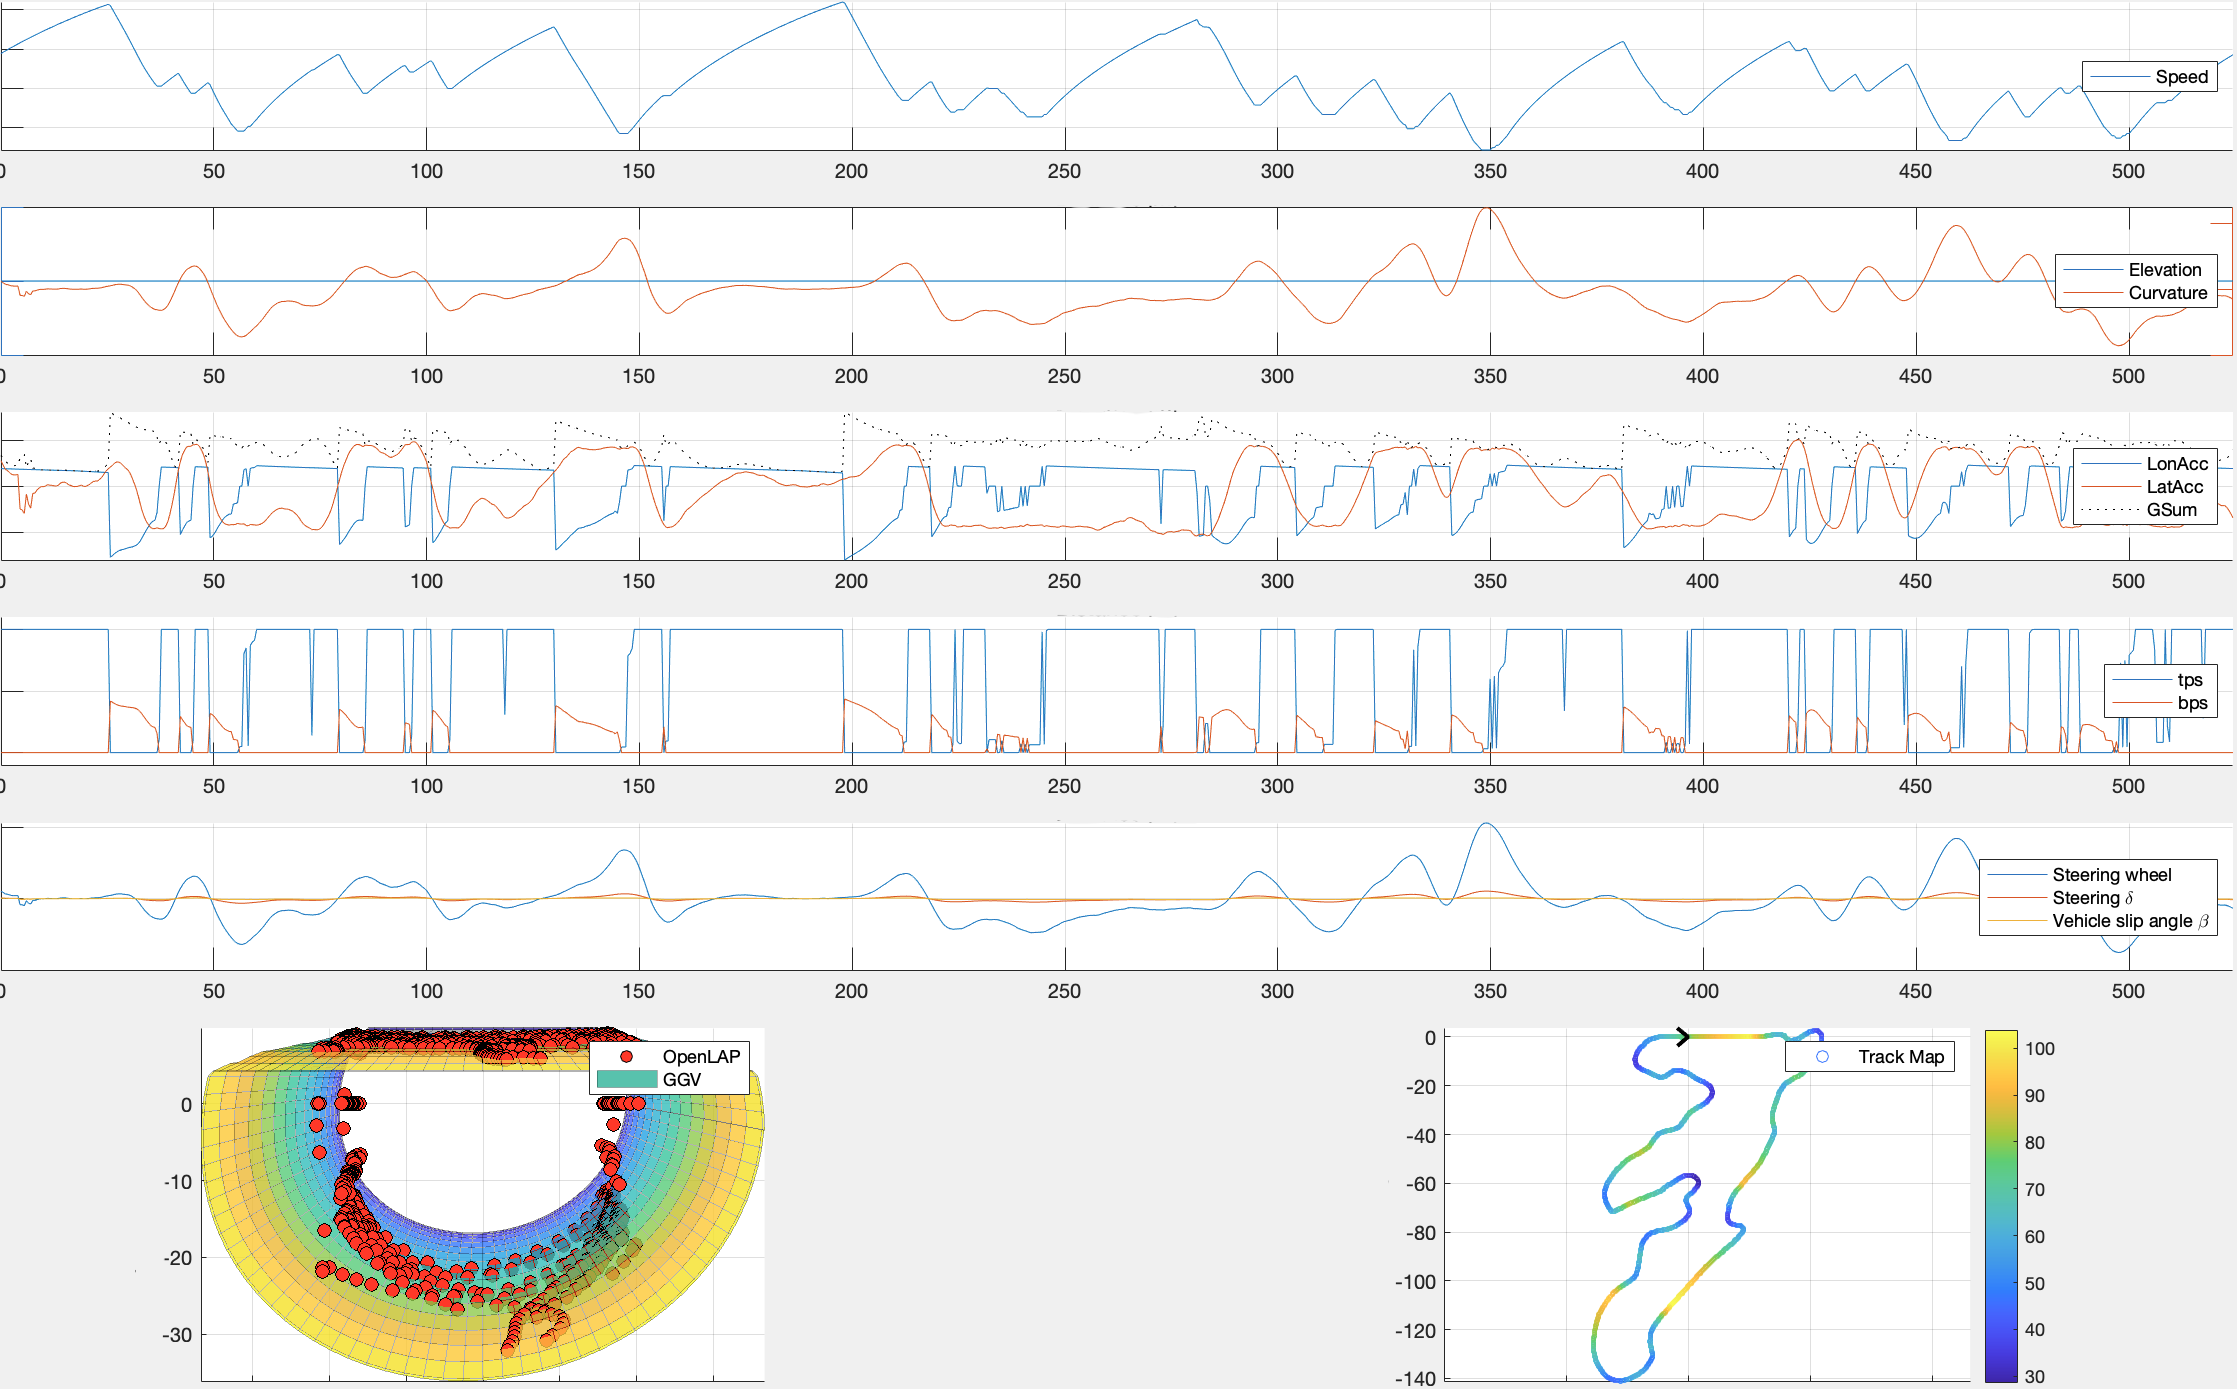 Speed
0 50 100 150 200 250 300 350 400 450 500
Elevation
Curvature
0 50 100 150 200 250 300 350 400 450 500
LonAcc
LatAcc
GSum
0 50 100 150 200 250 300 350 400 450 500
tps
bps
0 50 100 150 200 250 300 350 400 450 500
Steering wheel
Steering δ
Vehicle slip angle β
0 50 100 150 200 250 300 350 400 450 500
OpenLAP
GGV
0
-10
-20
-30
Track Map
0
-20
-40
-60
-80
-100
-120
-140
100
90
80
70
60
50
40
30